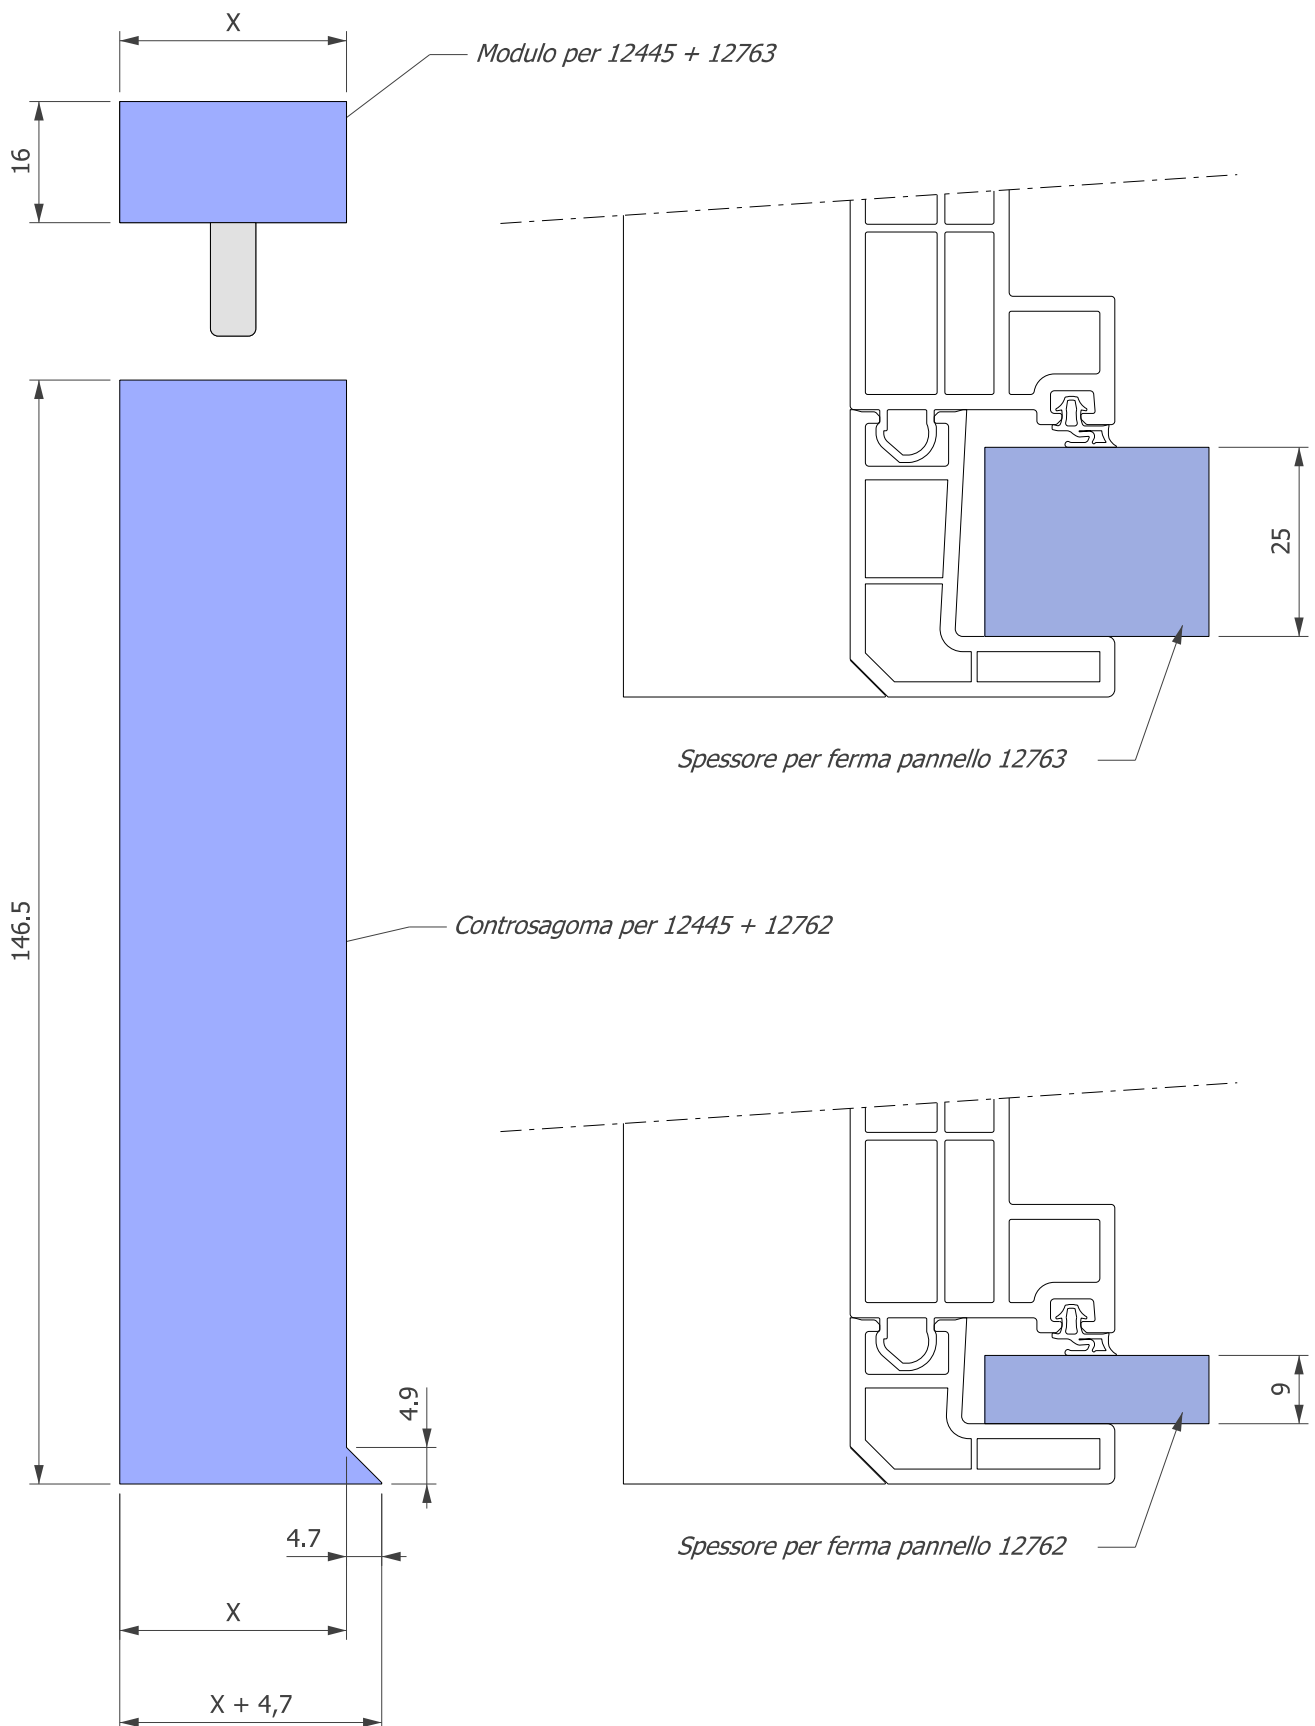 X
Modulo per 12445 + 12763
16
25
Spessore per ferma pannello 12763
146.5
Controsagoma per 12445 + 12762
9
4.9
4.7
Spessore per ferma pannello 12762
X
X + 4,7